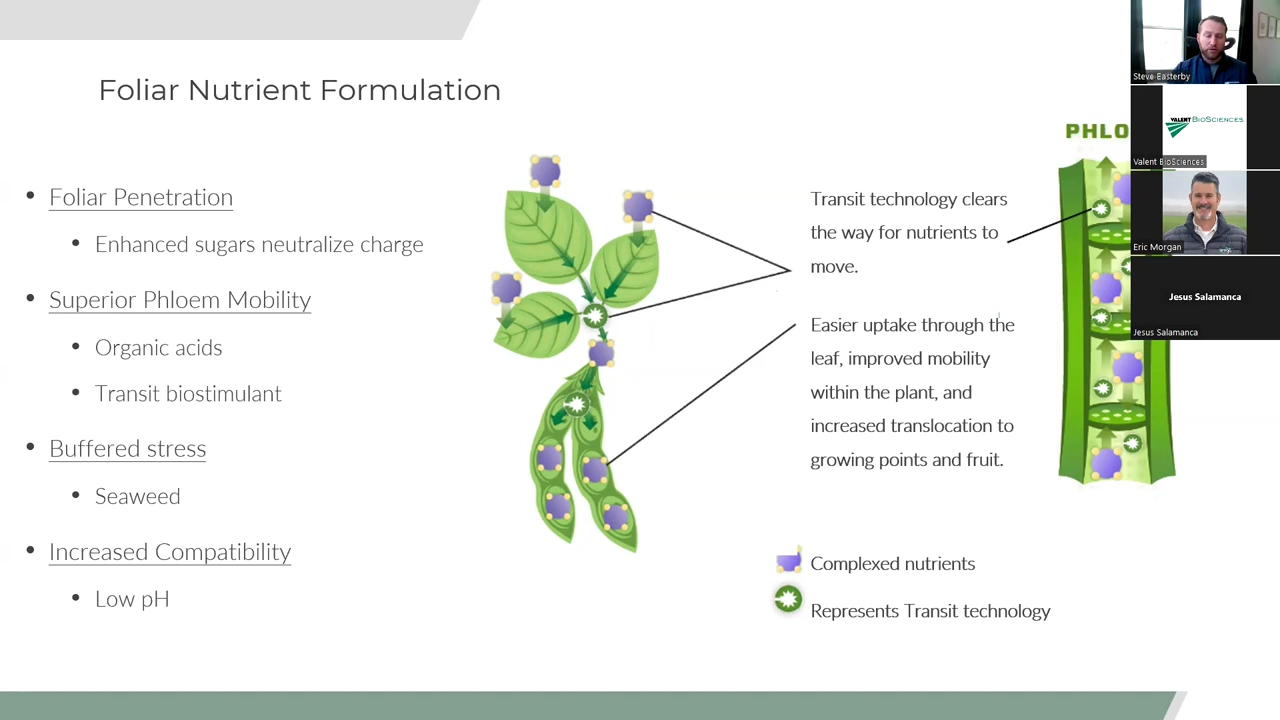 Foliar Nutrient Formulation
Foliar Penetration
Enhanced sugars neutralize charge
Superior Phloem Mobility
Organic acids
Transit biostimulant
Buffered stress
Seaweed
Increased Compatibility
Low pH
Transit technology clears
the way for nutrients to
move.
Easier uptake through the
leaf, improved mobility
within the plant, and
increased translocation to
growing points and fruit.
Complexed nutrients
Represents Transit technology
PHLO
Steve Easterby
VALENT BIOSCIENCES
Valent BioSciences
Eric Morgan
Jesus Salamanca
Jesus Salamanca